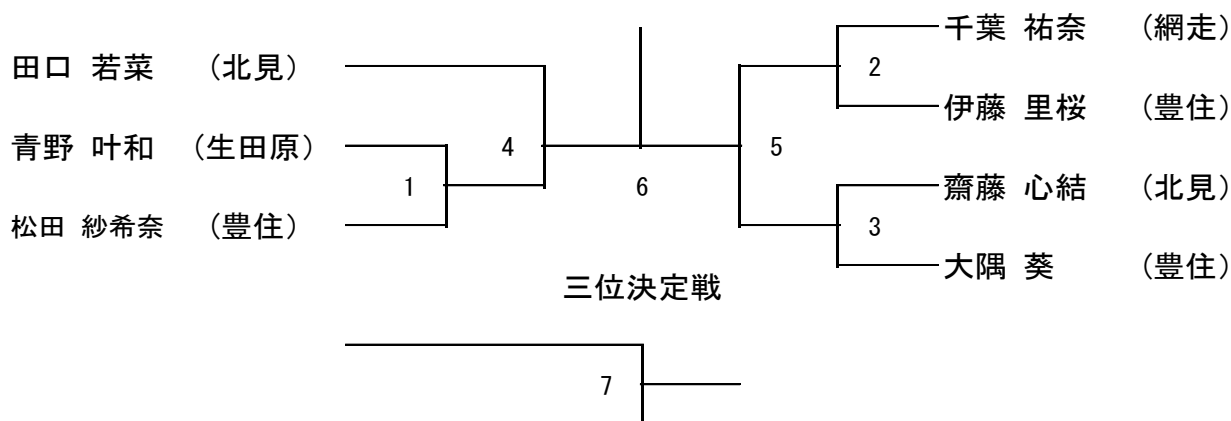 田口 若菜 (北見)
青野 叶和 (生田原)
松田 紗希奈 (豊住)
1
4
6
5
2
3
千葉 祐奈 (網走)
伊藤 里桜 (豊住)
齋藤 心結 (北見)
大隅 葵 (豊住)
三位決定戦
7